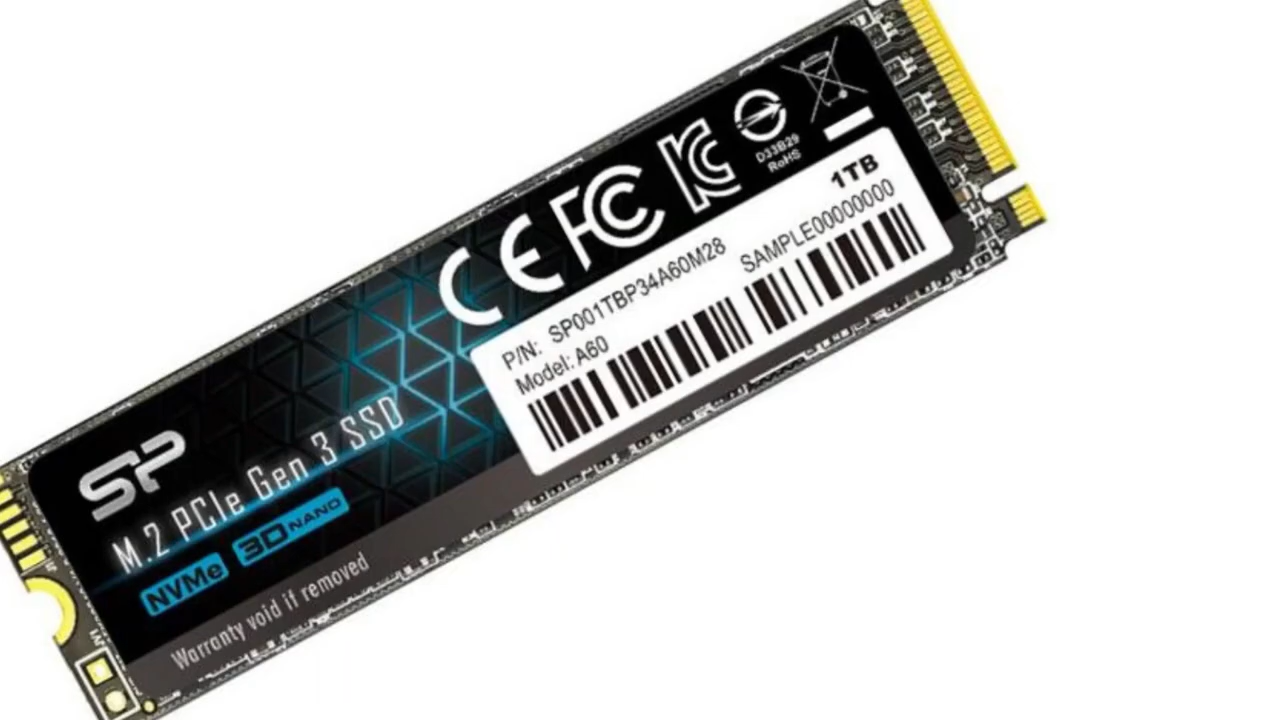 CE FC KC
D33B29
RoHS
1TB
P/N: SP001TBP34A60M28
SAMPLE00000000
Model: A60
SP
M.2 PCIe Gen 3 SSD
NVMe 3D NAND
Warranty void if removed